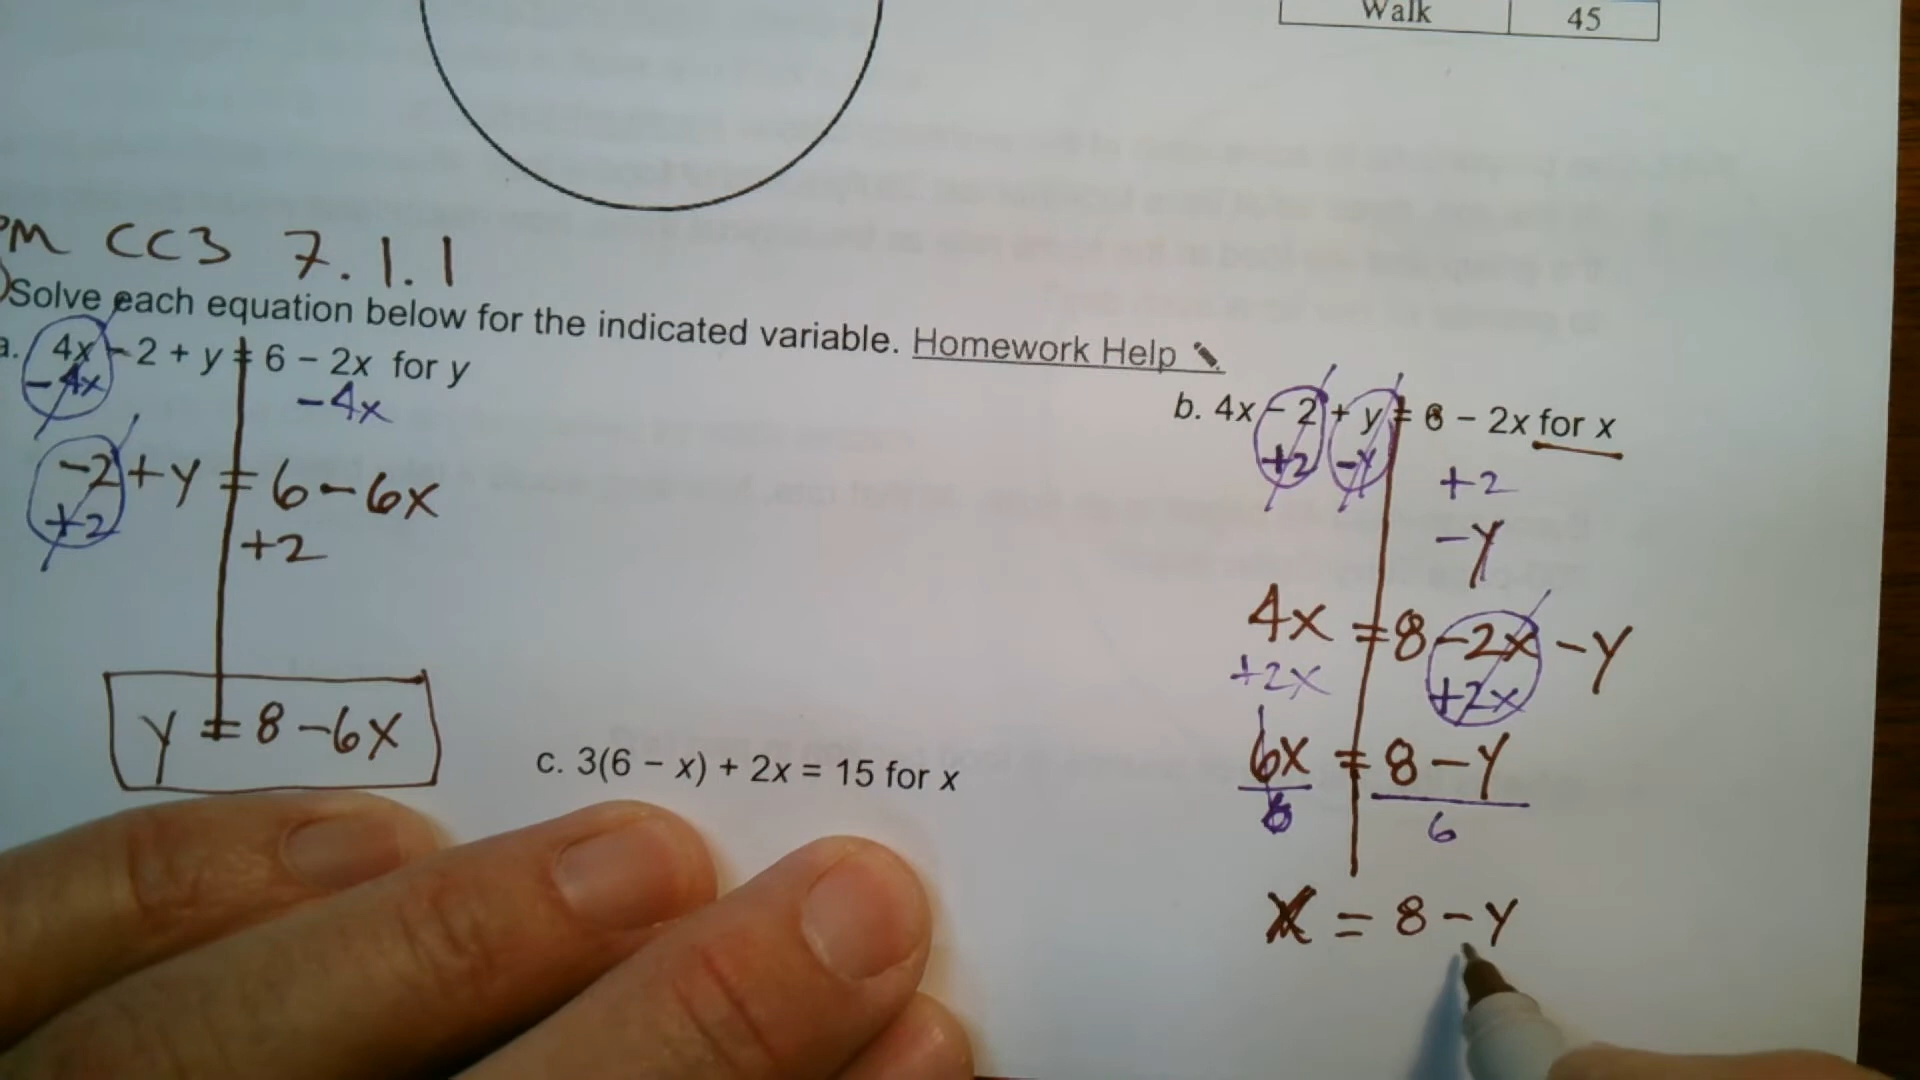 Walk 45
CC3 7.1.1
Solve each equation below for the indicated variable. Homework Help ✎
a. 4x - 2 + y = 6 - 2x for y
-4x -4x
-2 + y = 6 - 6x
+2 +2
y = 8 - 6x
b. 4x - 2 + y = 6 - 2x for x
+2 -y +2
-y
4x = 8 - 2x - y
+2x +2x
6x = 8 - y
6 6
x = 8 - y
c. 3(6 - x) + 2x = 15 for x